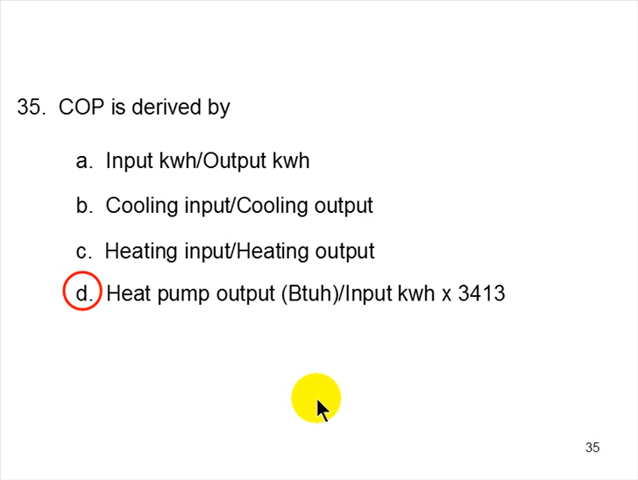 35. COP is derived by
a. Input kwh/Output kwh
b. Cooling input/Cooling output
c. Heating input/Heating output
d. Heat pump output (Btuh)/Input kwh x 3413
35